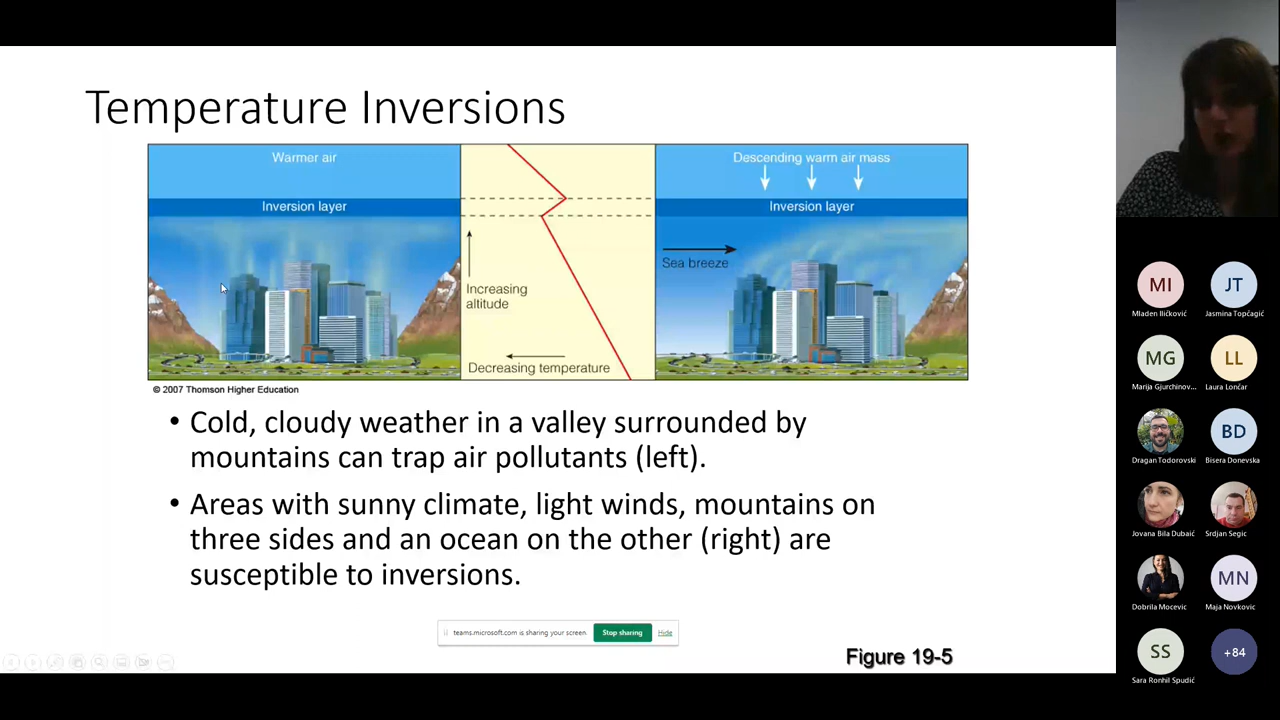 Temperature Inversions
Warmer air
Inversion layer
Increasing
altitude
Decreasing temperature
Descending warm air mass
Inversion layer
Sea breeze
© 2007 Thomson Higher Education
• Cold, cloudy weather in a valley surrounded by
mountains can trap air pollutants (left).
• Areas with sunny climate, light winds, mountains on
three sides and an ocean on the other (right) are
susceptible to inversions.
teams.microsoft.com is sharing your screen.
Stop sharing
Hide
Figure 19-5
MI
Mladen Iličković
JT
Jasmina Topčagić
MG
Marija Gjurchinov...
LL
Laura Lončar
Dragan Todorovski
BD
Bisera Donevska
Jovana Bila Dubaić
Srdjan Segic
Dobrila Mocevic
MN
Maja Novkovic
SS
Sara Ronhil Spudić
+84